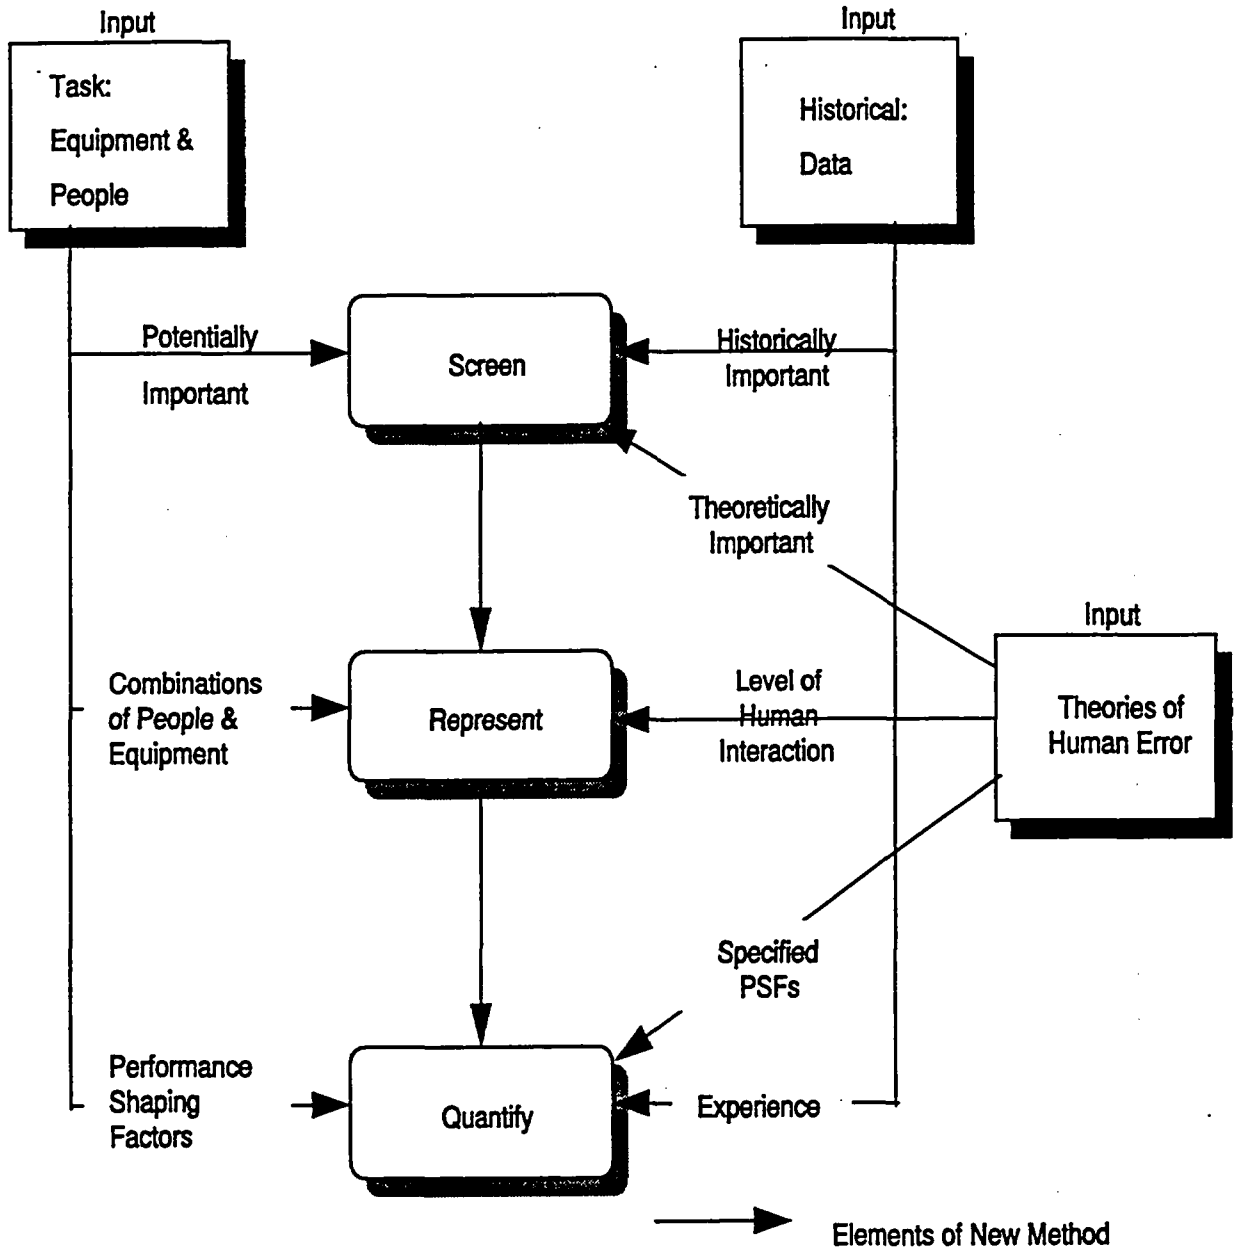 Input
Task:
Equipment &
People
Input
Historical:
Data
Potentially
Important
Screen
Historically
Important
Theoretically
Important
Input
Theories of
Human Error
Combinations
of People &
Equipment
Represent
Level of
Human
Interaction
Specified
PSFs
Performance
Shaping
Factors
Quantify
Experience
Elements of New Method